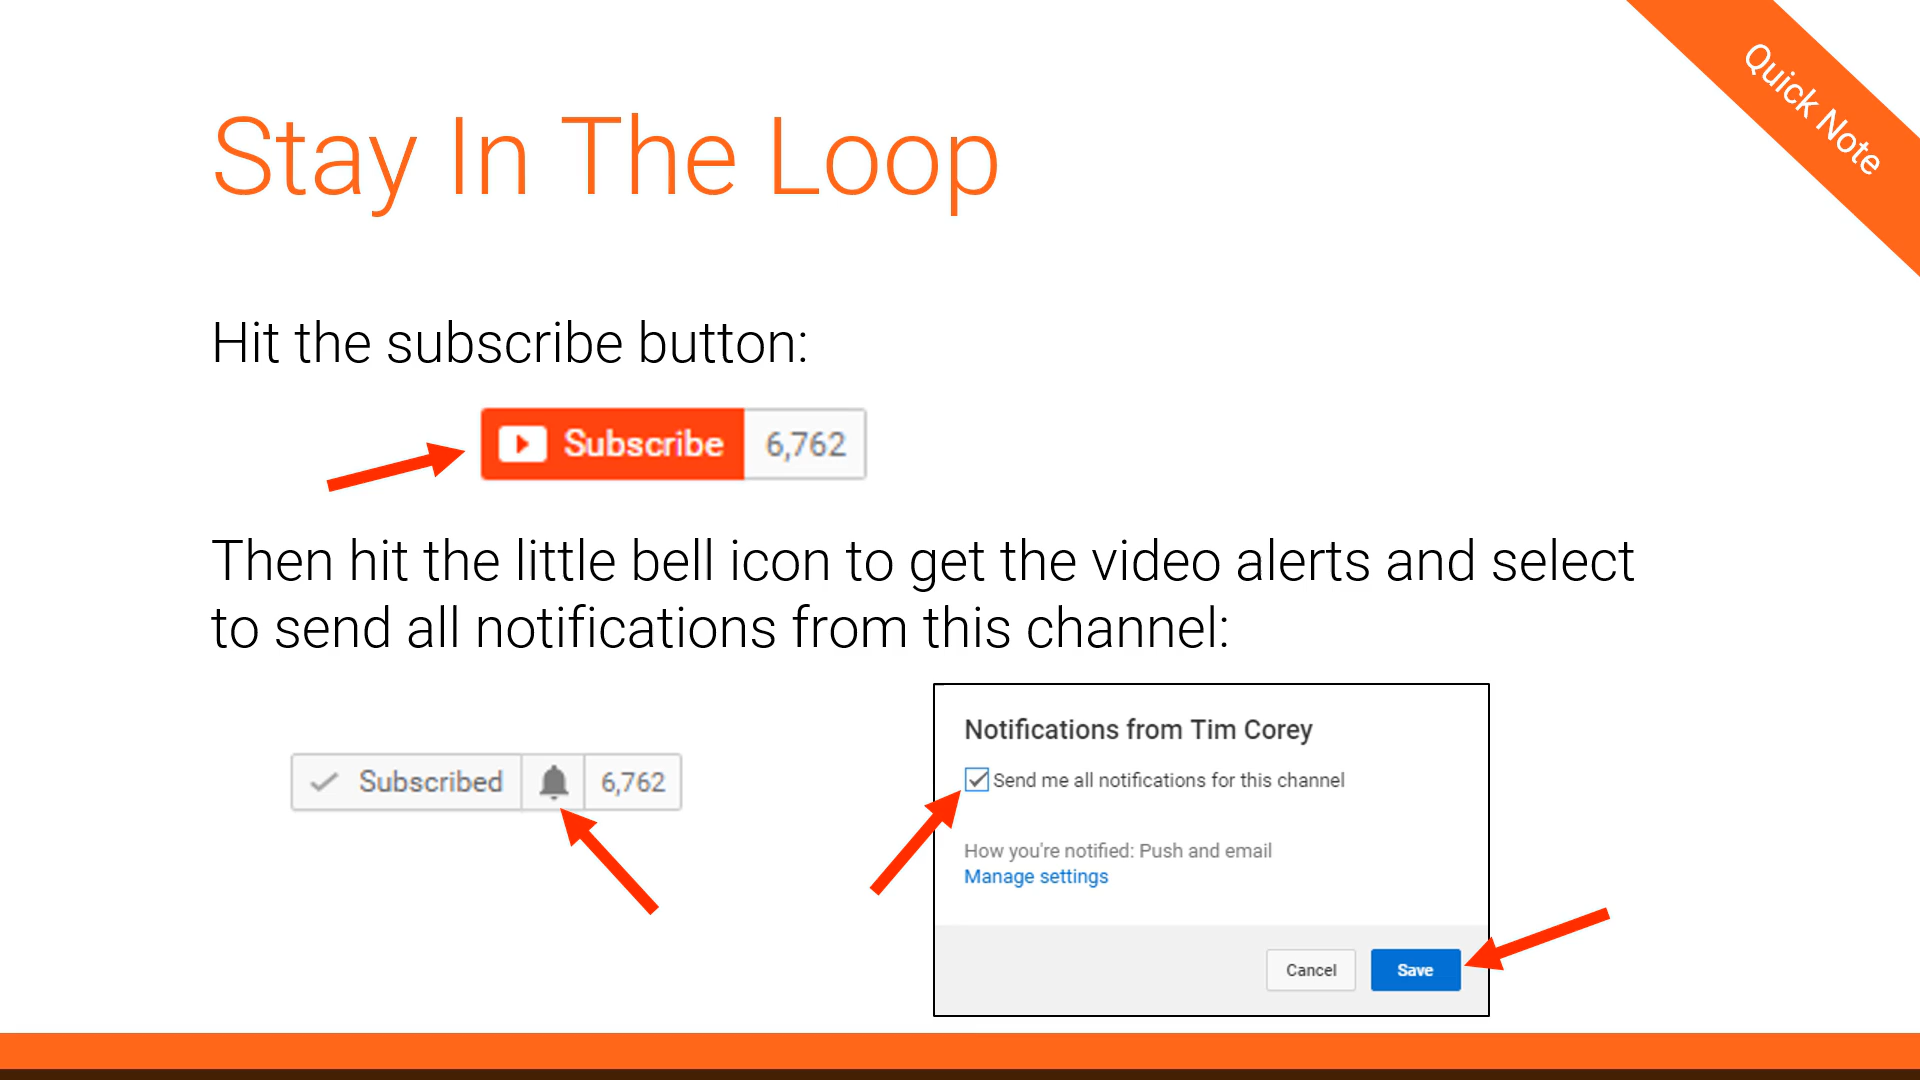 Quick Note
Stay In The Loop
Hit the subscribe button:
Subscribe 6,762
Then hit the little bell icon to get the video alerts and select
to send all notifications from this channel:
Subscribed 6,762
Notifications from Tim Corey
Send me all notifications for this channel
How you're notified: Push and email
Manage settings
Cancel Save